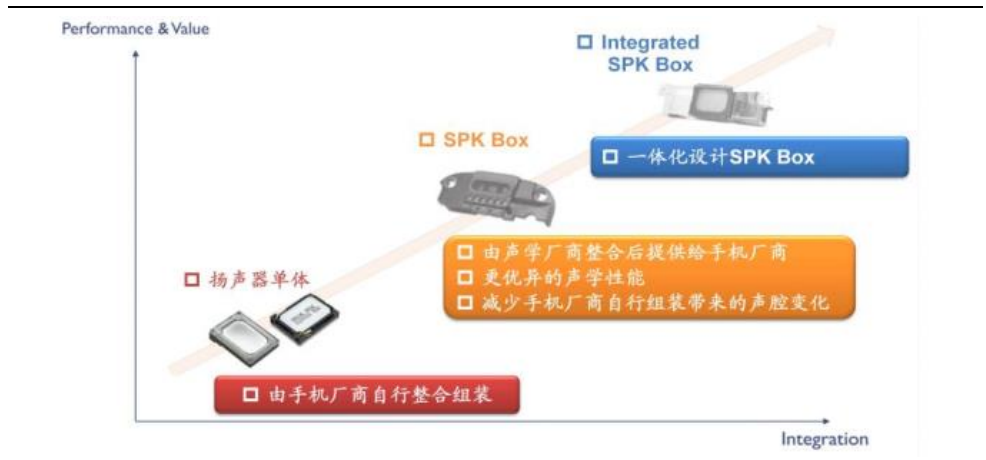 Performance & Value
Integrated
SPK Box
一体化设计SPK Box
SPK Box
由声学厂商整合后提供给手机厂商
更优异的声学性能
减少手机厂商自行组装带来的声腔变化
扬声器单体
由手机厂商自行整合组装
Integration